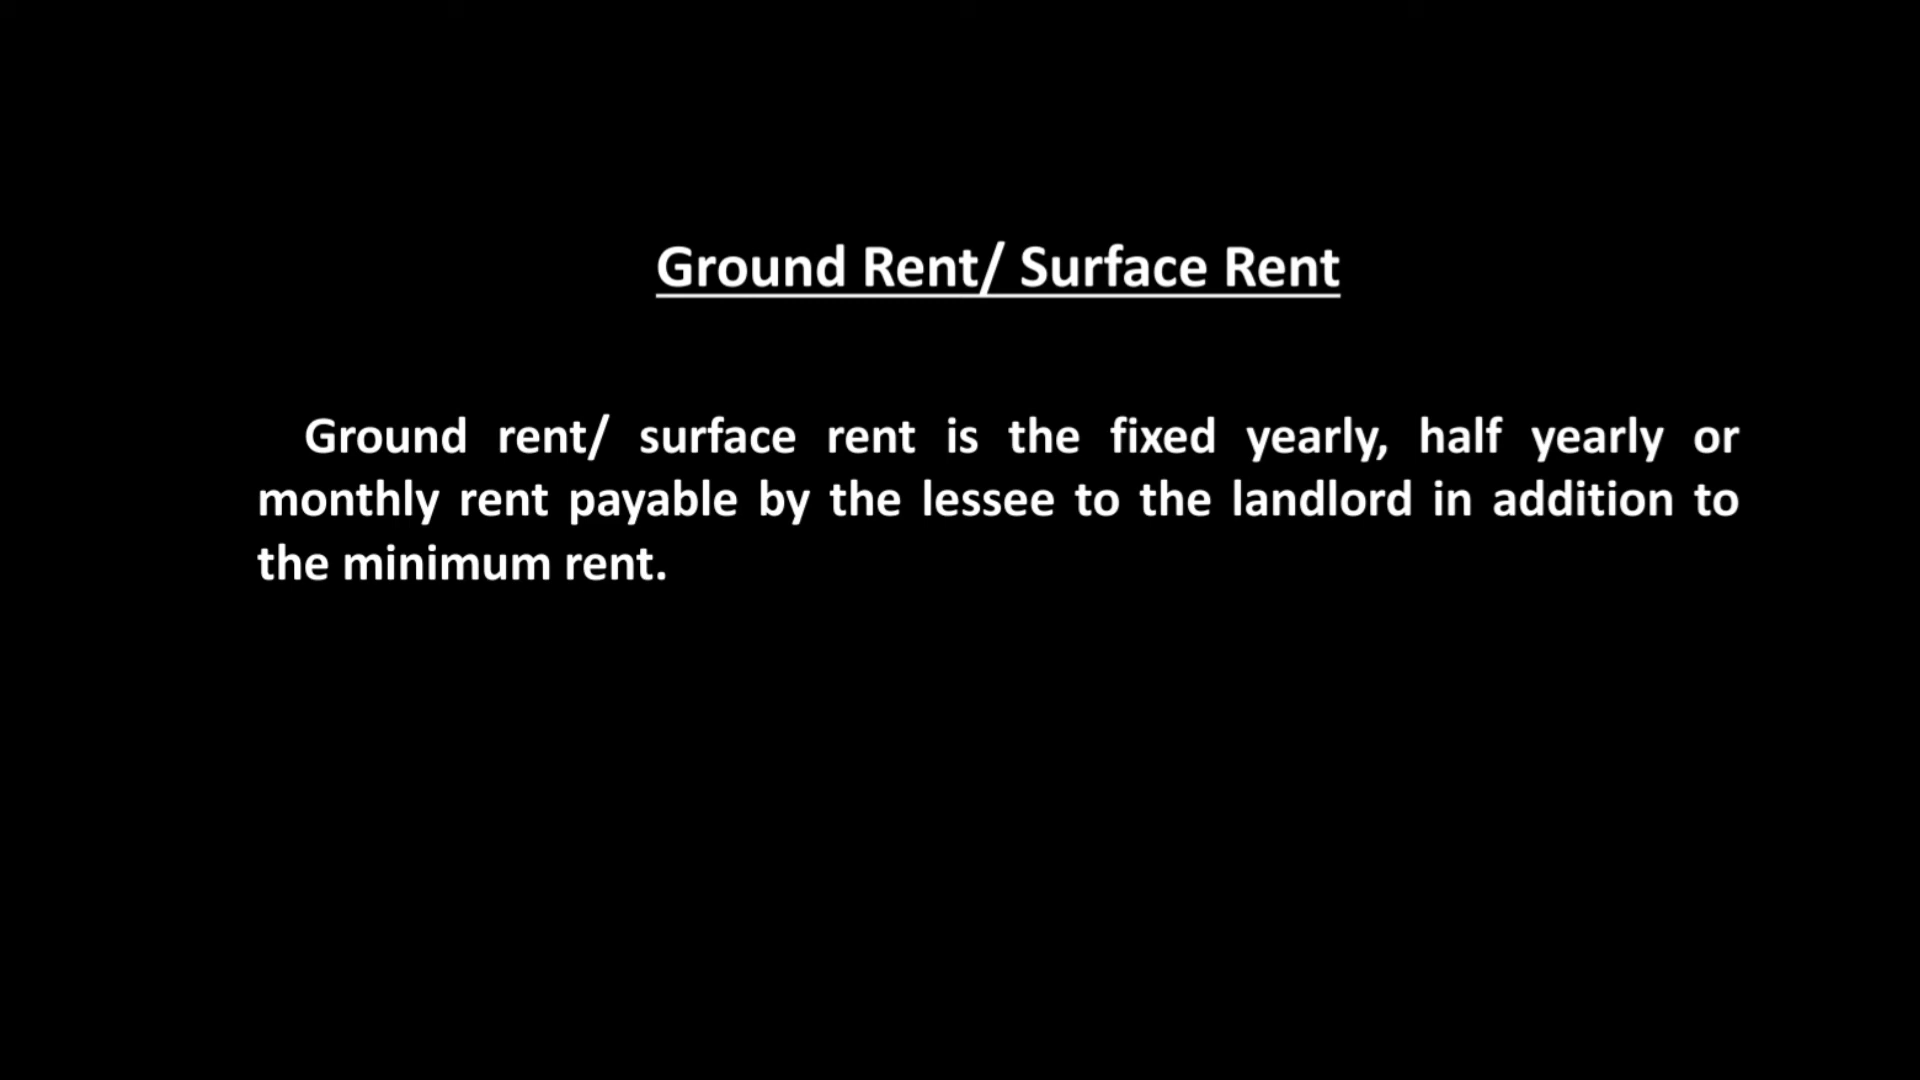 Ground Rent/ Surface Rent
Ground rent/ surface rent is the fixed yearly, half yearly or
monthly rent payable by the lessee to the landlord in addition to
the minimum rent.